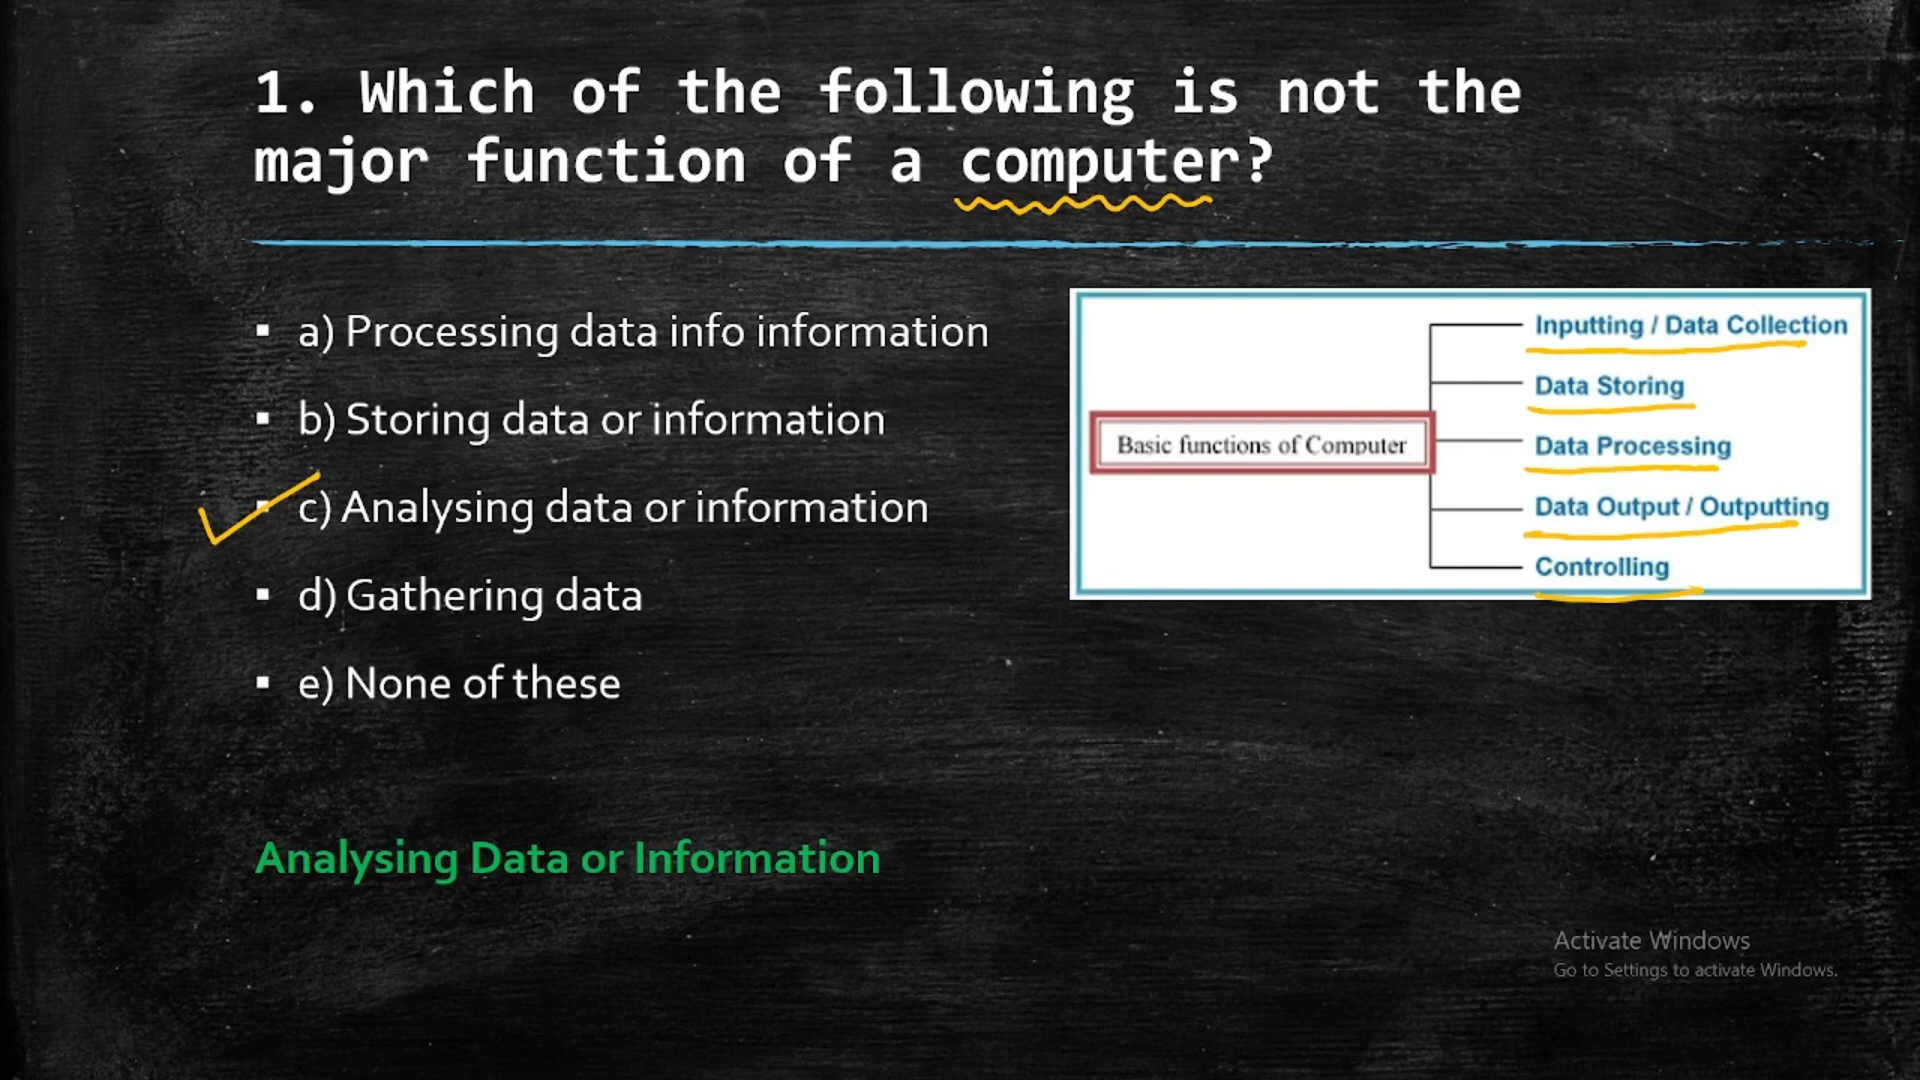 1. Which of the following is not the
major function of a computer?
a) Processing data info information
b) Storing data or information
c) Analysing data or information
d) Gathering data
e) None of these
Basic functions of Computer
Inputting / Data Collection
Data Storing
Data Processing
Data Output / Outputting
Controlling
Analysing Data or Information
Activate Windows
Go to Settings to activate Windows.